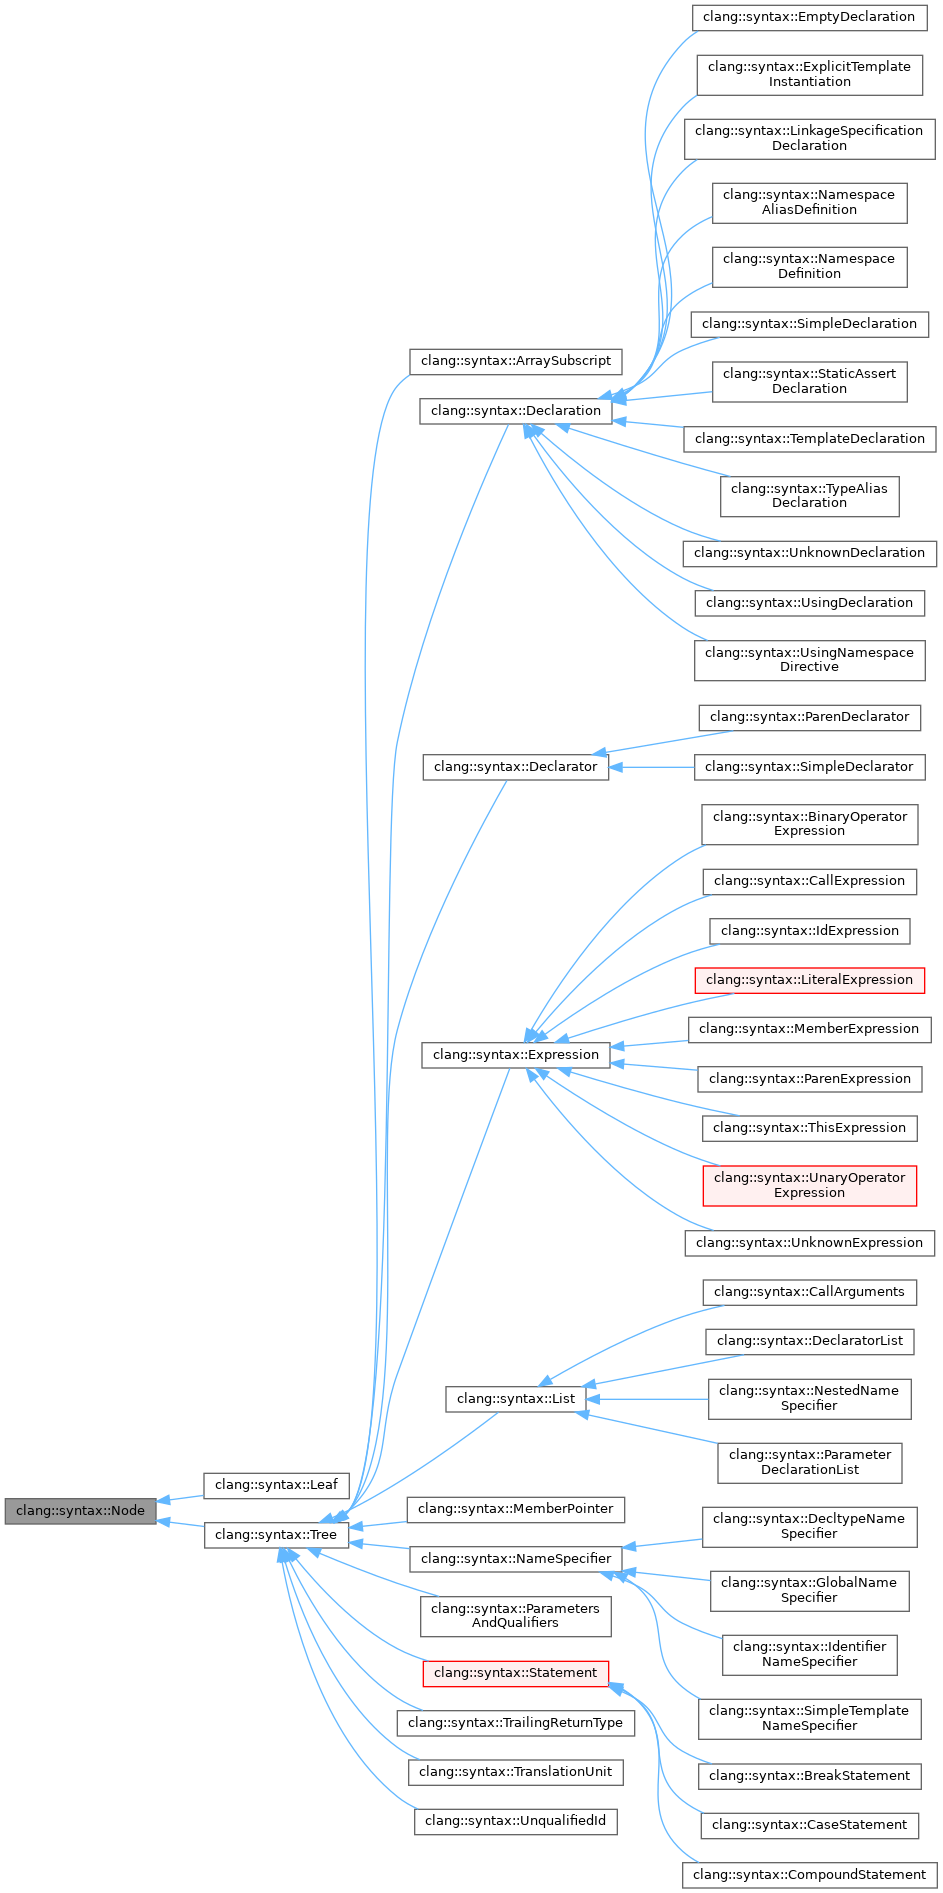 clang::syntax::EmptyDeclaration
clang::syntax::ExplicitTemplate
Instantiation
clang::syntax::LinkageSpecification
Declaration
clang::syntax::Namespace
AliasDefinition
clang::syntax::Namespace
Definition
clang::syntax::SimpleDeclaration
clang::syntax::ArraySubscript
clang::syntax::StaticAssert
Declaration
clang::syntax::Declaration
clang::syntax::TemplateDeclaration
clang::syntax::TypeAlias
Declaration
clang::syntax::UnknownDeclaration
clang::syntax::UsingDeclaration
clang::syntax::UsingNamespace
Directive
clang::syntax::ParenDeclarator
clang::syntax::Declarator
clang::syntax::SimpleDeclarator
clang::syntax::BinaryOperator
Expression
clang::syntax::CallExpression
clang::syntax::IdExpression
clang::syntax::LiteralExpression
clang::syntax::MemberExpression
clang::syntax::Expression
clang::syntax::ParenExpression
clang::syntax::ThisExpression
clang::syntax::UnaryOperator
Expression
clang::syntax::UnknownExpression
clang::syntax::CallArguments
clang::syntax::DeclaratorList
clang::syntax::List
clang::syntax::NestedName
Specifier
clang::syntax::Parameter
DeclarationList
clang::syntax::Leaf
clang::syntax::Node
clang::syntax::MemberPointer
clang::syntax::Tree
clang::syntax::DecltypeName
Specifier
clang::syntax::NameSpecifier
clang::syntax::GlobalName
Specifier
clang::syntax::Parameters
AndQualifiers
clang::syntax::Identifier
NameSpecifier
clang::syntax::Statement
clang::syntax::SimpleTemplate
NameSpecifier
clang::syntax::TrailingReturnType
clang::syntax::TranslationUnit
clang::syntax::BreakStatement
clang::syntax::UnqualifiedId
clang::syntax::CaseStatement
clang::syntax::CompoundStatement